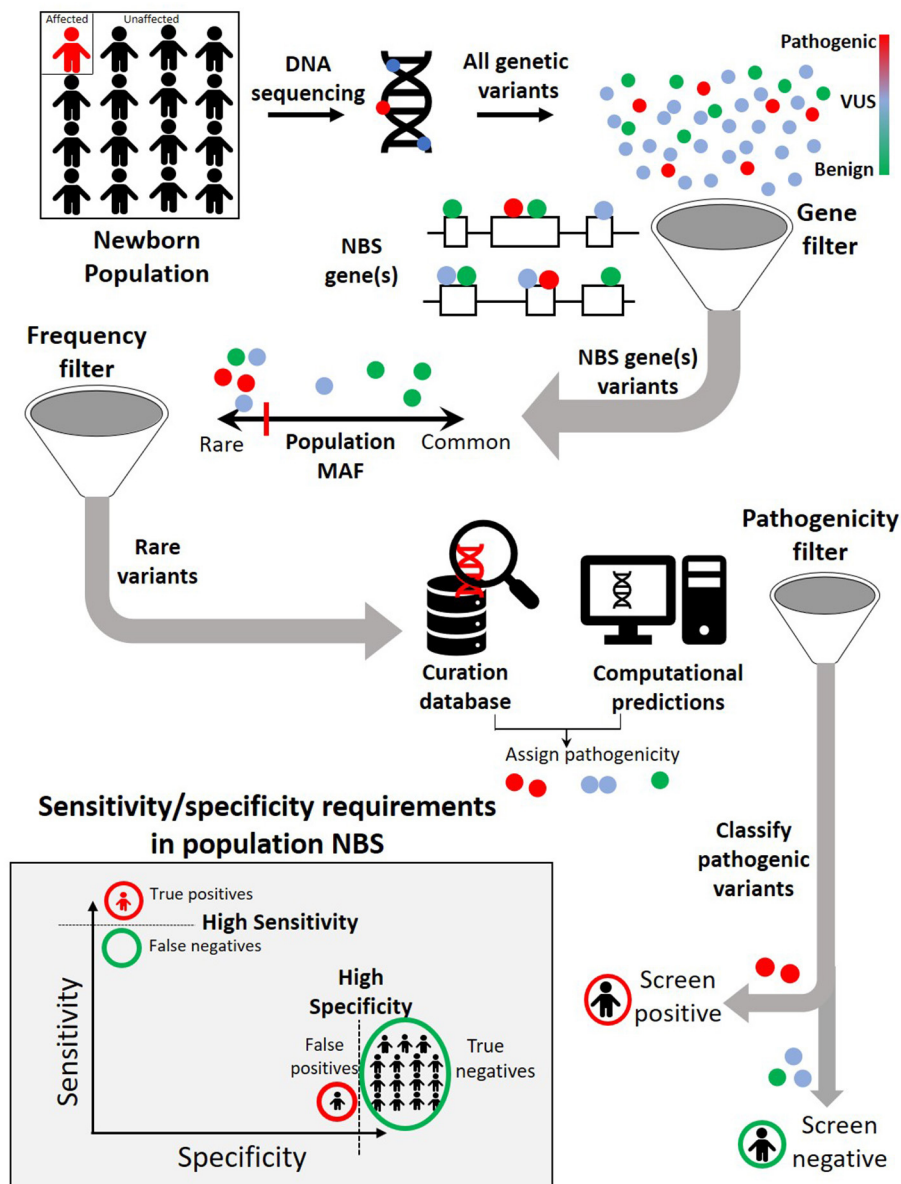 Affected
Unaffected
DNA
sequencing
All genetic
variants
Pathogenic
VUS
Benign
Newborn
Population
NBS
gene(s)
Gene
filter
Frequency
filter
NBS gene(s)
variants
Rare
Population
MAF
Common
Rare
variants
Pathogenicity
filter
Curation
database
Computational
predictions
Assign pathogenicity
Classify
pathogenic
variants
Sensitivity/specificity requirements
in population NBS
True positives
High Sensitivity
False negatives
High
Specificity
False
positives
True
negatives
Sensitivity
Specificity
Screen
positive
Screen
negative